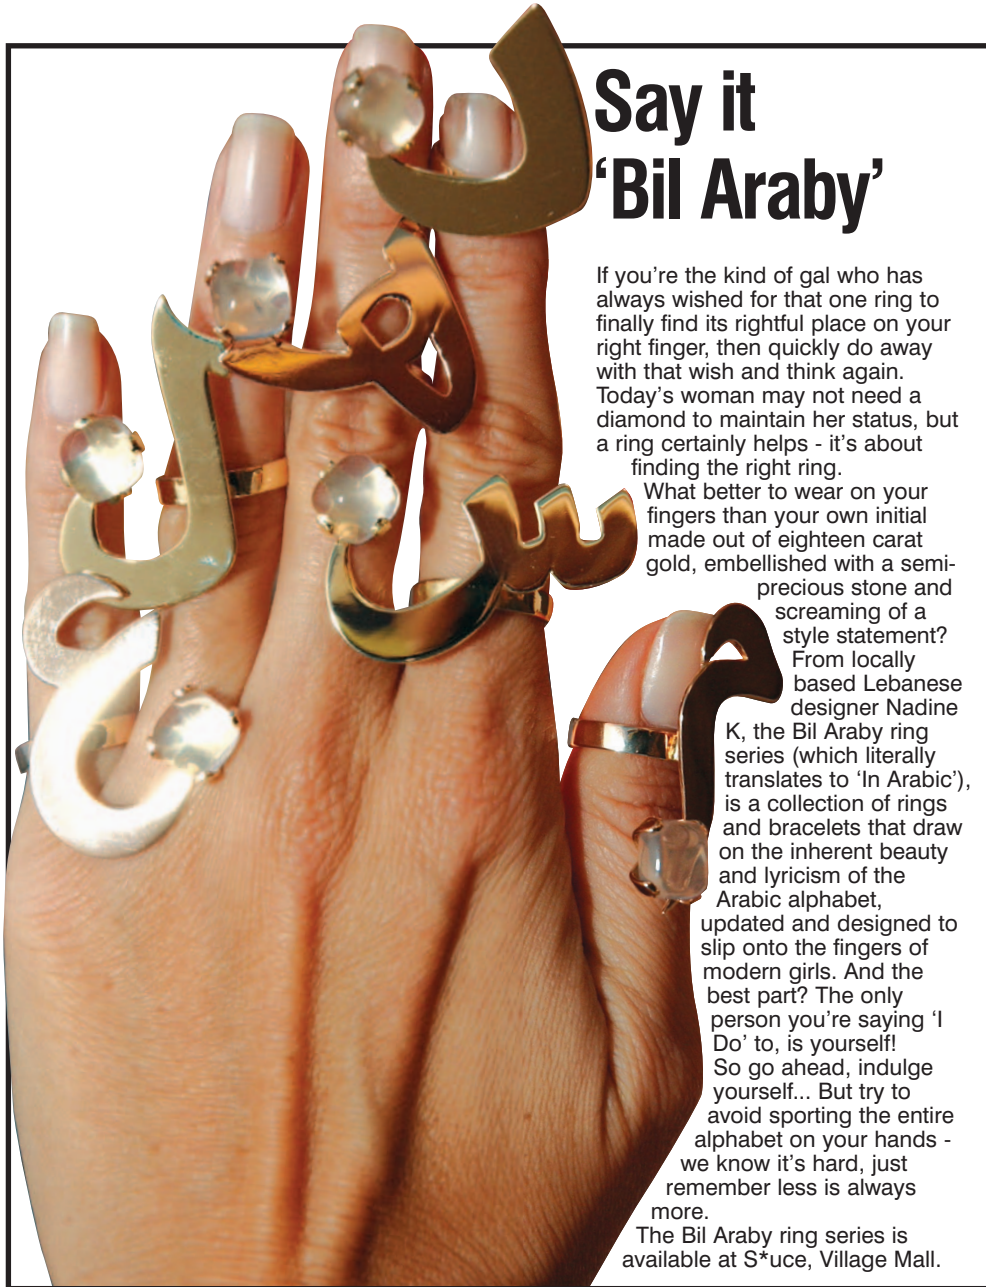 Say it
‘Bil Araby’
If you’re the kind of gal who has
always wished for that one ring to
finally find its rightful place on your
right finger, then quickly do away
with that wish and think again.
Today’s woman may not need a
diamond to maintain her status, but
a ring certainly helps - it’s about
finding the right ring.
What better to wear on your
fingers than your own initial
made out of eighteen carat
gold, embellished with a semi-
precious stone and
screaming of a
style statement?
From locally
based Lebanese
designer Nadine
K, the Bil Araby ring
series (which literally
translates to ‘In Arabic’),
is a collection of rings
and bracelets that draw
on the inherent beauty
and lyricism of the
Arabic alphabet,
updated and designed to
slip onto the fingers of
modern girls. And the
best part? The only
person you’re saying ‘I
Do’ to, is yourself!
So go ahead, indulge
yourself... But try to
avoid sporting the entire
alphabet on your hands -
we know it’s hard, just
remember less is always
more.
The Bil Araby ring series is
available at S*uce, Village Mall.
ه
ل
س
ع
م